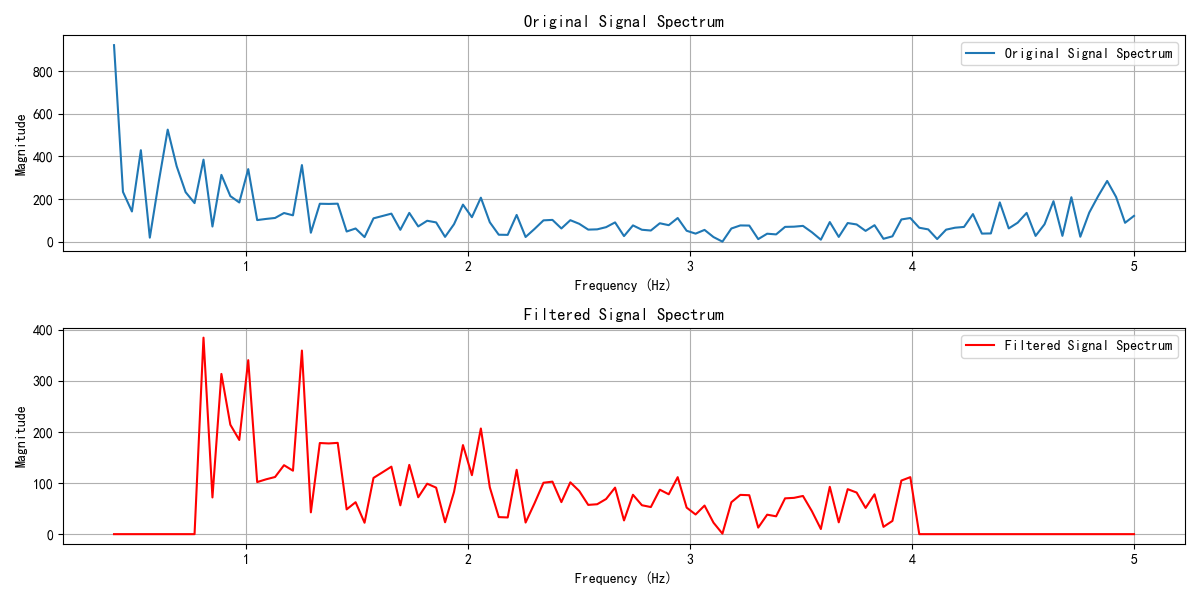 Original Signal Spectrum
Original Signal Spectrum
800
600
400
200
0
Magnitude
1 2 3 4 5
Frequency (Hz)
Filtered Signal Spectrum
Filtered Signal Spectrum
400
300
200
100
0
Magnitude
1 2 3 4 5
Frequency (Hz)